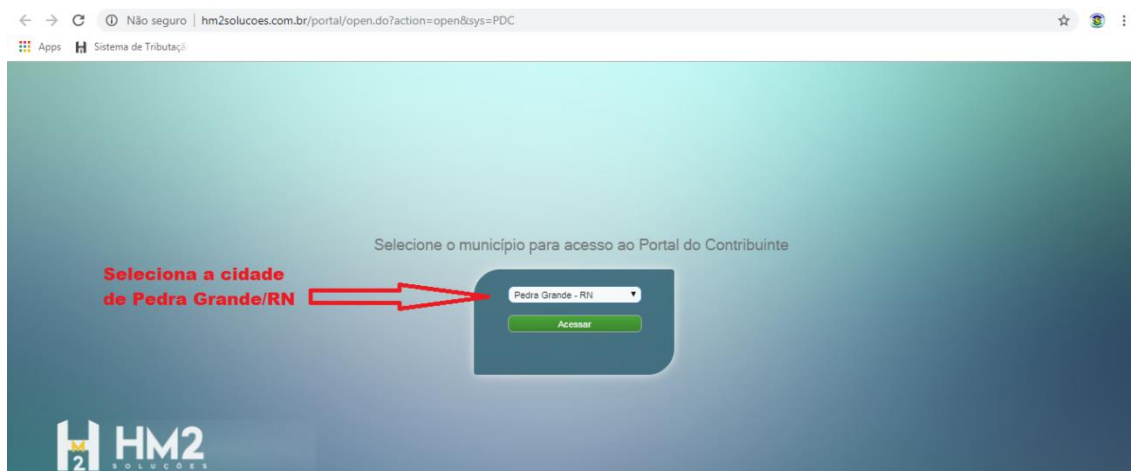 Não seguro | hm2solucoes.com.br/portal/open.do?action=open&sys=PDC
Apps Sistema de Tributaçã
Selecione o município para acesso ao Portal do Contribuinte
Seleciona a cidade
de Pedra Grande/RN
Pedra Grande - RN
Acessar
HM2
SOLUÇÕES